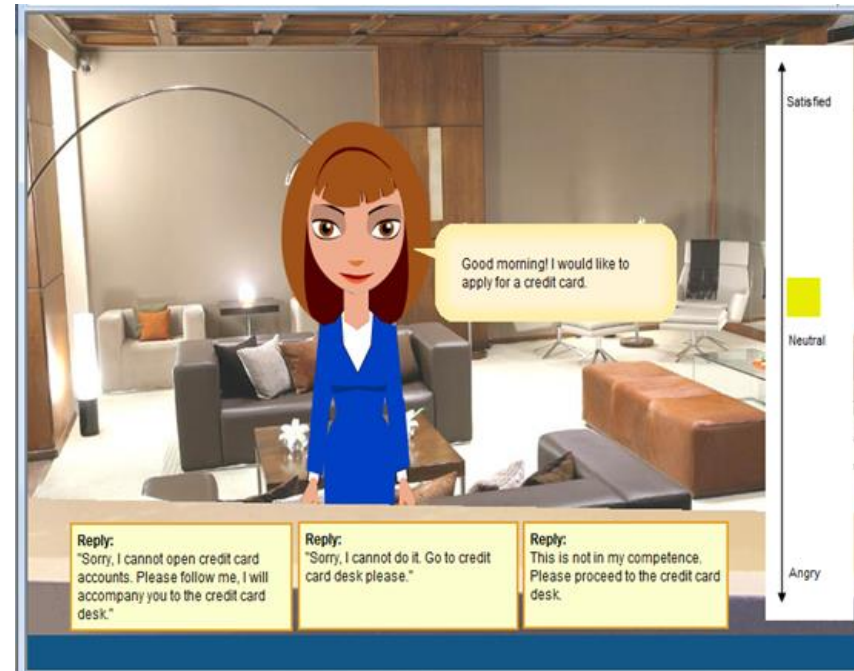 Satisfied
Good morning! I would like to
apply for a credit card.
Neutral
Angry
Reply:
"Sorry, I cannot open credit card
accounts. Please follow me, I will
accompany you to the credit card
desk."
Reply:
"Sorry, I cannot do it. Go to credit
card desk please."
Reply:
This is not in my competence.
Please proceed to the credit card
desk.